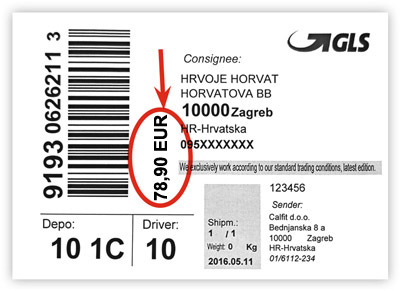 GLS
9193 0626211 3
Consignee:
HRVOJE HORVAT
HORVATOVA BB
10000 Zagreb
HR-Hrvatska
095XXXXXXX
78,90 EUR
We exclusively work according to our standard trading conditions, latest edition.
Depo:
10 1C
Driver:
10
Shipm.:
1 / 1
Weight: 0 Kg
2016.05.11
123456
Sender:
Calfit d.o.o.
Bednjanska 8 a
10000 Zagreb
HR-Hrvatska
01/6112-234